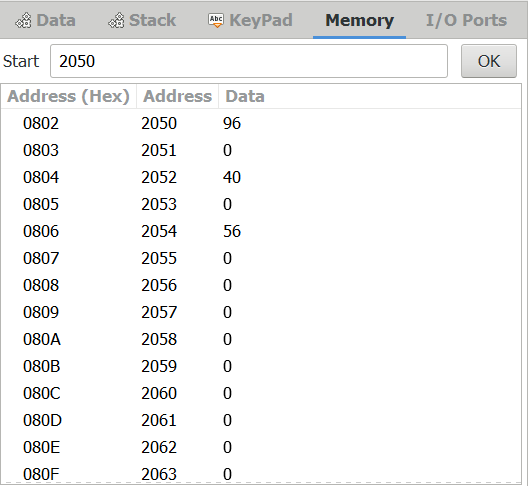 Data Stack Abc KeyPad Memory I/O Ports
Start 2050 OK
Address (Hex) Address Data
0802 2050 96
0803 2051 0
0804 2052 40
0805 2053 0
0806 2054 56
0807 2055 0
0808 2056 0
0809 2057 0
080A 2058 0
080B 2059 0
080C 2060 0
080D 2061 0
080E 2062 0
080F 2063 0